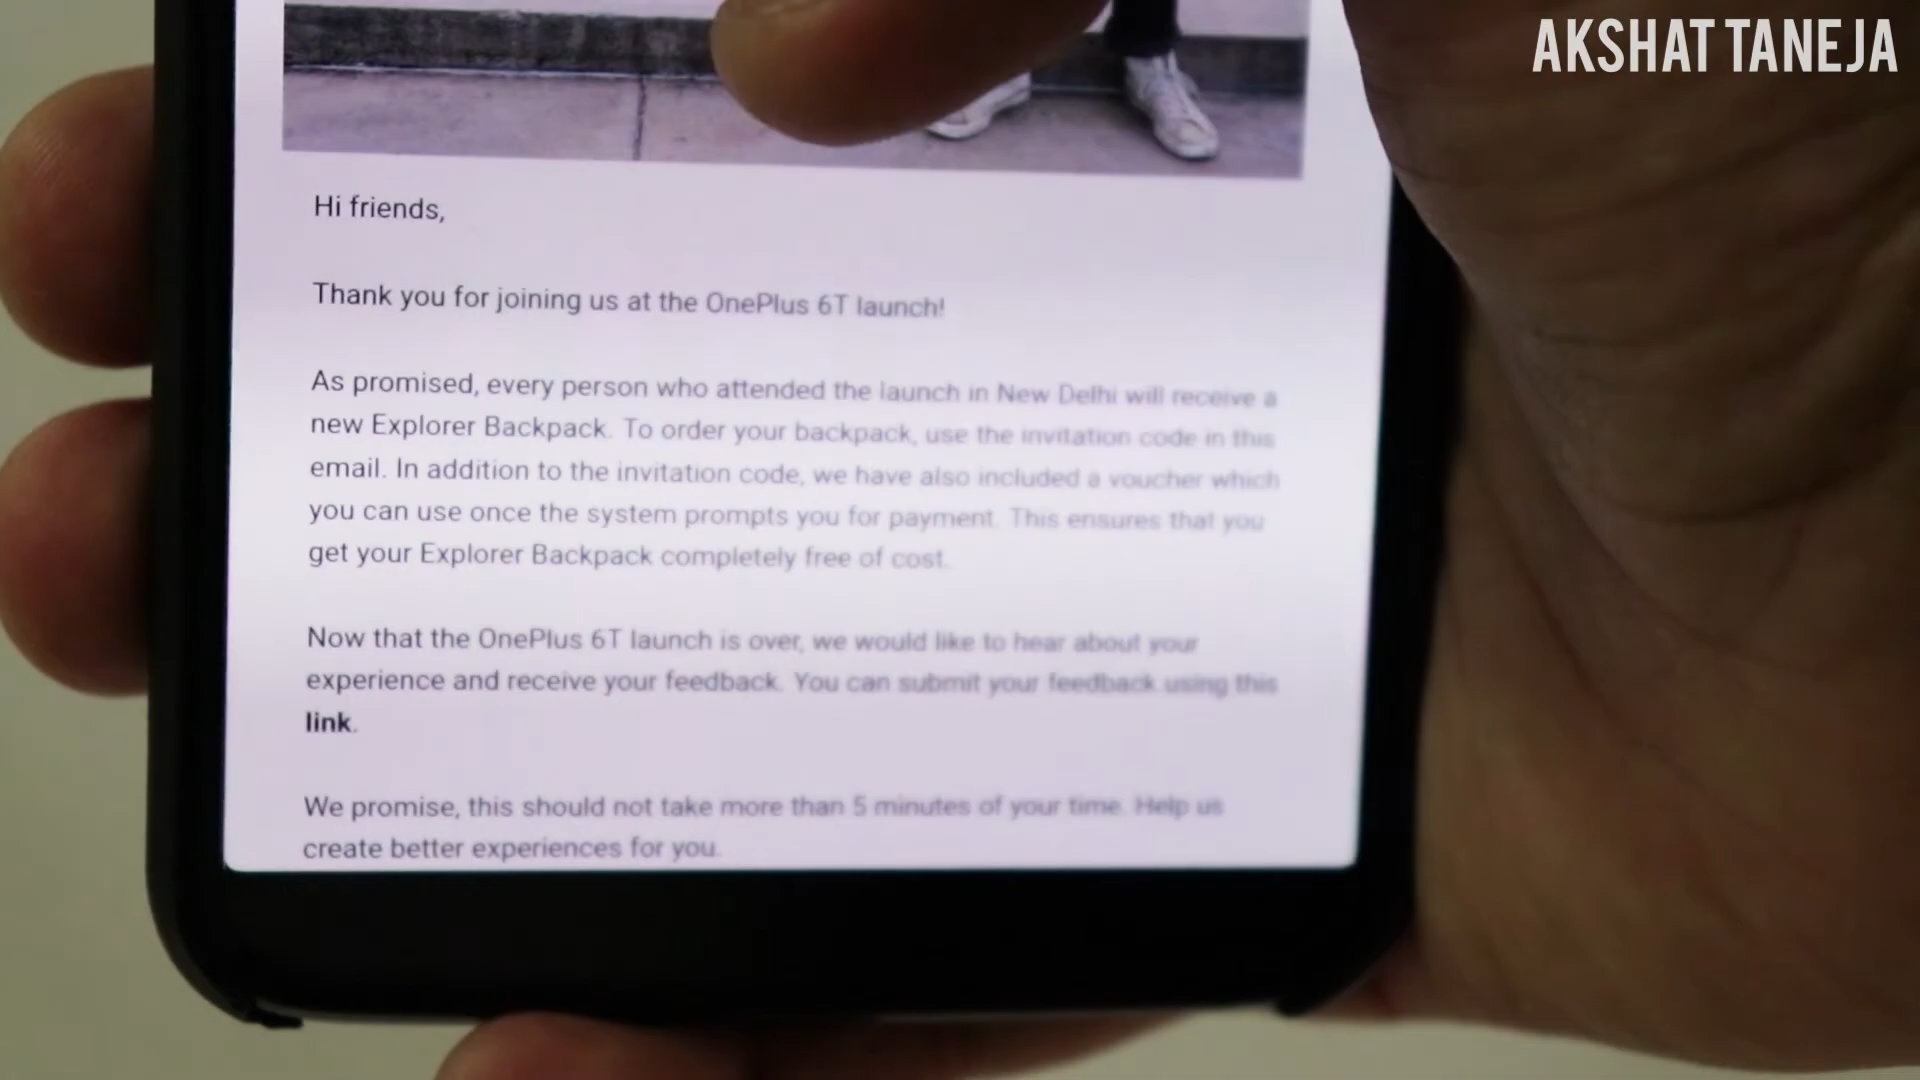 AKSHAT TANEJA
Hi friends,
Thank you for joining us at the OnePlus 6T launch!
As promised, every person who attended the launch in New Delhi will receive a
new Explorer Backpack. To order your backpack, use the invitation code in this
email. In addition to the invitation code, we have also included a voucher which
you can use once the system prompts you for payment. This ensures that you
get your Explorer Backpack completely free of cost.
Now that the OnePlus 6T launch is over, we would like to hear about your
experience and receive your feedback. You can submit your feedback using this
link.
We promise, this should not take more than 5 minutes of your time. Help us
create better experiences for you.